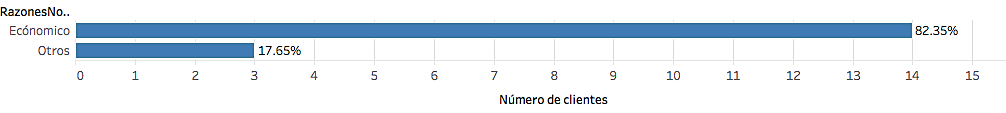 RazonesNo..
Ecónomico 82.35%
Otros 17.65%
0 1 2 3 4 5 6 7 8 9 10 11 12 13 14 15
Número de clientes